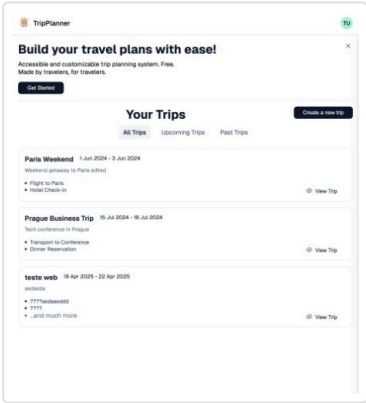 TripPlanner
TU
Build your travel plans with ease!
Accessible and customizable trip planning system. Free.
Made by travelers, for travelers.
Get Started
Your Trips
Create a new trip
All Trips Upcoming Trips Past Trips
Paris Weekend 1 Jun 2024 - 3 Jun 2024
Weekend getaway to Paris edited
Flight to Paris
Hotel Check-in
View Trip
Prague Business Trip 15 Jul 2024 - 18 Jul 2024
Tech conference in Prague
Transport to Conference
Dinner Reservation
View Trip
teste web 19 Apr 2025 - 22 Apr 2025
????
...and much more
View Trip